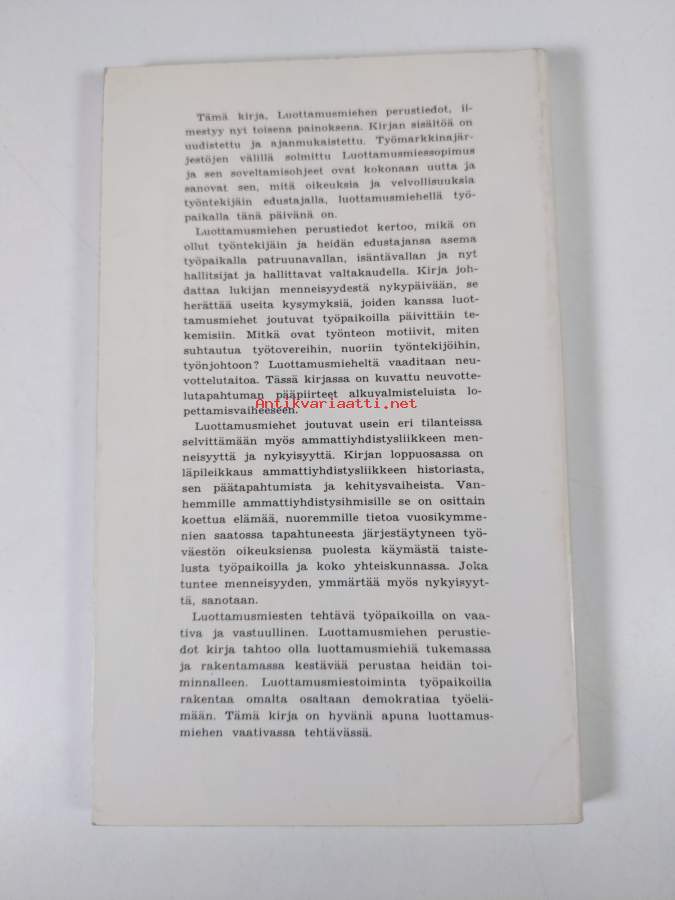 Tämä kirja, Luottamusmiehen perustiedot, il-
mestyy nyt toisena painoksena. Kirjan sisältöä on
uudistettu ja ajanmukaistettu. Työmarkkinajär-
jestöjen välillä solmittu Luottamusmiessopimus
ja sen soveltamisohjeet ovat kokonaan uutta ja
sanovat sen, mitä oikeuksia ja velvollisuuksia
työntekijäin edustajalla, luottamusmiehellä työ-
paikalla tänä päivänä on.
Luottamusmiehen perustiedot kertoo, mikä on
ollut työntekijäin ja heidän edustajansa asema
työpaikalla patruunavallan, isäntävallan ja nyt
hallitsijat ja hallittavat valtakaudella. Kirja joh-
dattaa lukijan menneisyydestä nykypäivään, se
herättää useita kysymyksiä, joiden kanssa luot-
tamusmiehet joutuvat työpaikoilla päivittäin te-
kemisiin. Mitkä ovat työnteon motiivit, miten
suhtautua työtovereihin, nuoriin työntekijöihin,
työnjohtoon? Luottamusmieheltä vaaditaan neu-
vottelutaitoa. Tässä kirjassa on kuvattu neuvotte-
lutapahtuman pääpiirteet alkuvalmisteluista lo-
Antikvariaatti.net
pettamisvaiheeseen.
Luottamusmiehet joutuvat usein eri tilanteissa
selvittämään myös ammattiyhdistysliikkeen men-
neisyyttä ja nykyisyyttä. Kirjan loppuosassa on
läpileikkaus ammattiyhdistysliikkeen historiasta,
sen päätapahtumista ja kehitysvaiheista. Van-
hemmille ammattiyhdistysihmisille se on osittain
koettua elämää, nuoremmille tietoa vuosikymme-
nien saatossa tapahtuneesta järjestäytyneen työ-
väestön oikeuksiensa puolesta käymästä taiste-
lusta työpaikoilla ja koko yhteiskunnassa. Joka
tuntee menneisyyden, ymmärtää myös nykyisyyt-
tä, sanotaan.
Luottamusmiesten tehtävä työpaikoilla on vaa-
tiva ja vastuullinen. Luottamusmiehen perustie-
dot kirja tahtoo olla luottamusmiehiä tukemassa
ja rakentamassa kestävää perustaa heidän toi-
minnalleen. Luottamusmiestoiminta työpaikoilla
rakentaa omalta osaltaan demokratiaa työelä-
mään. Tämä kirja on hyvänä apuna luottamus-
miehen vaativassa tehtävässä.